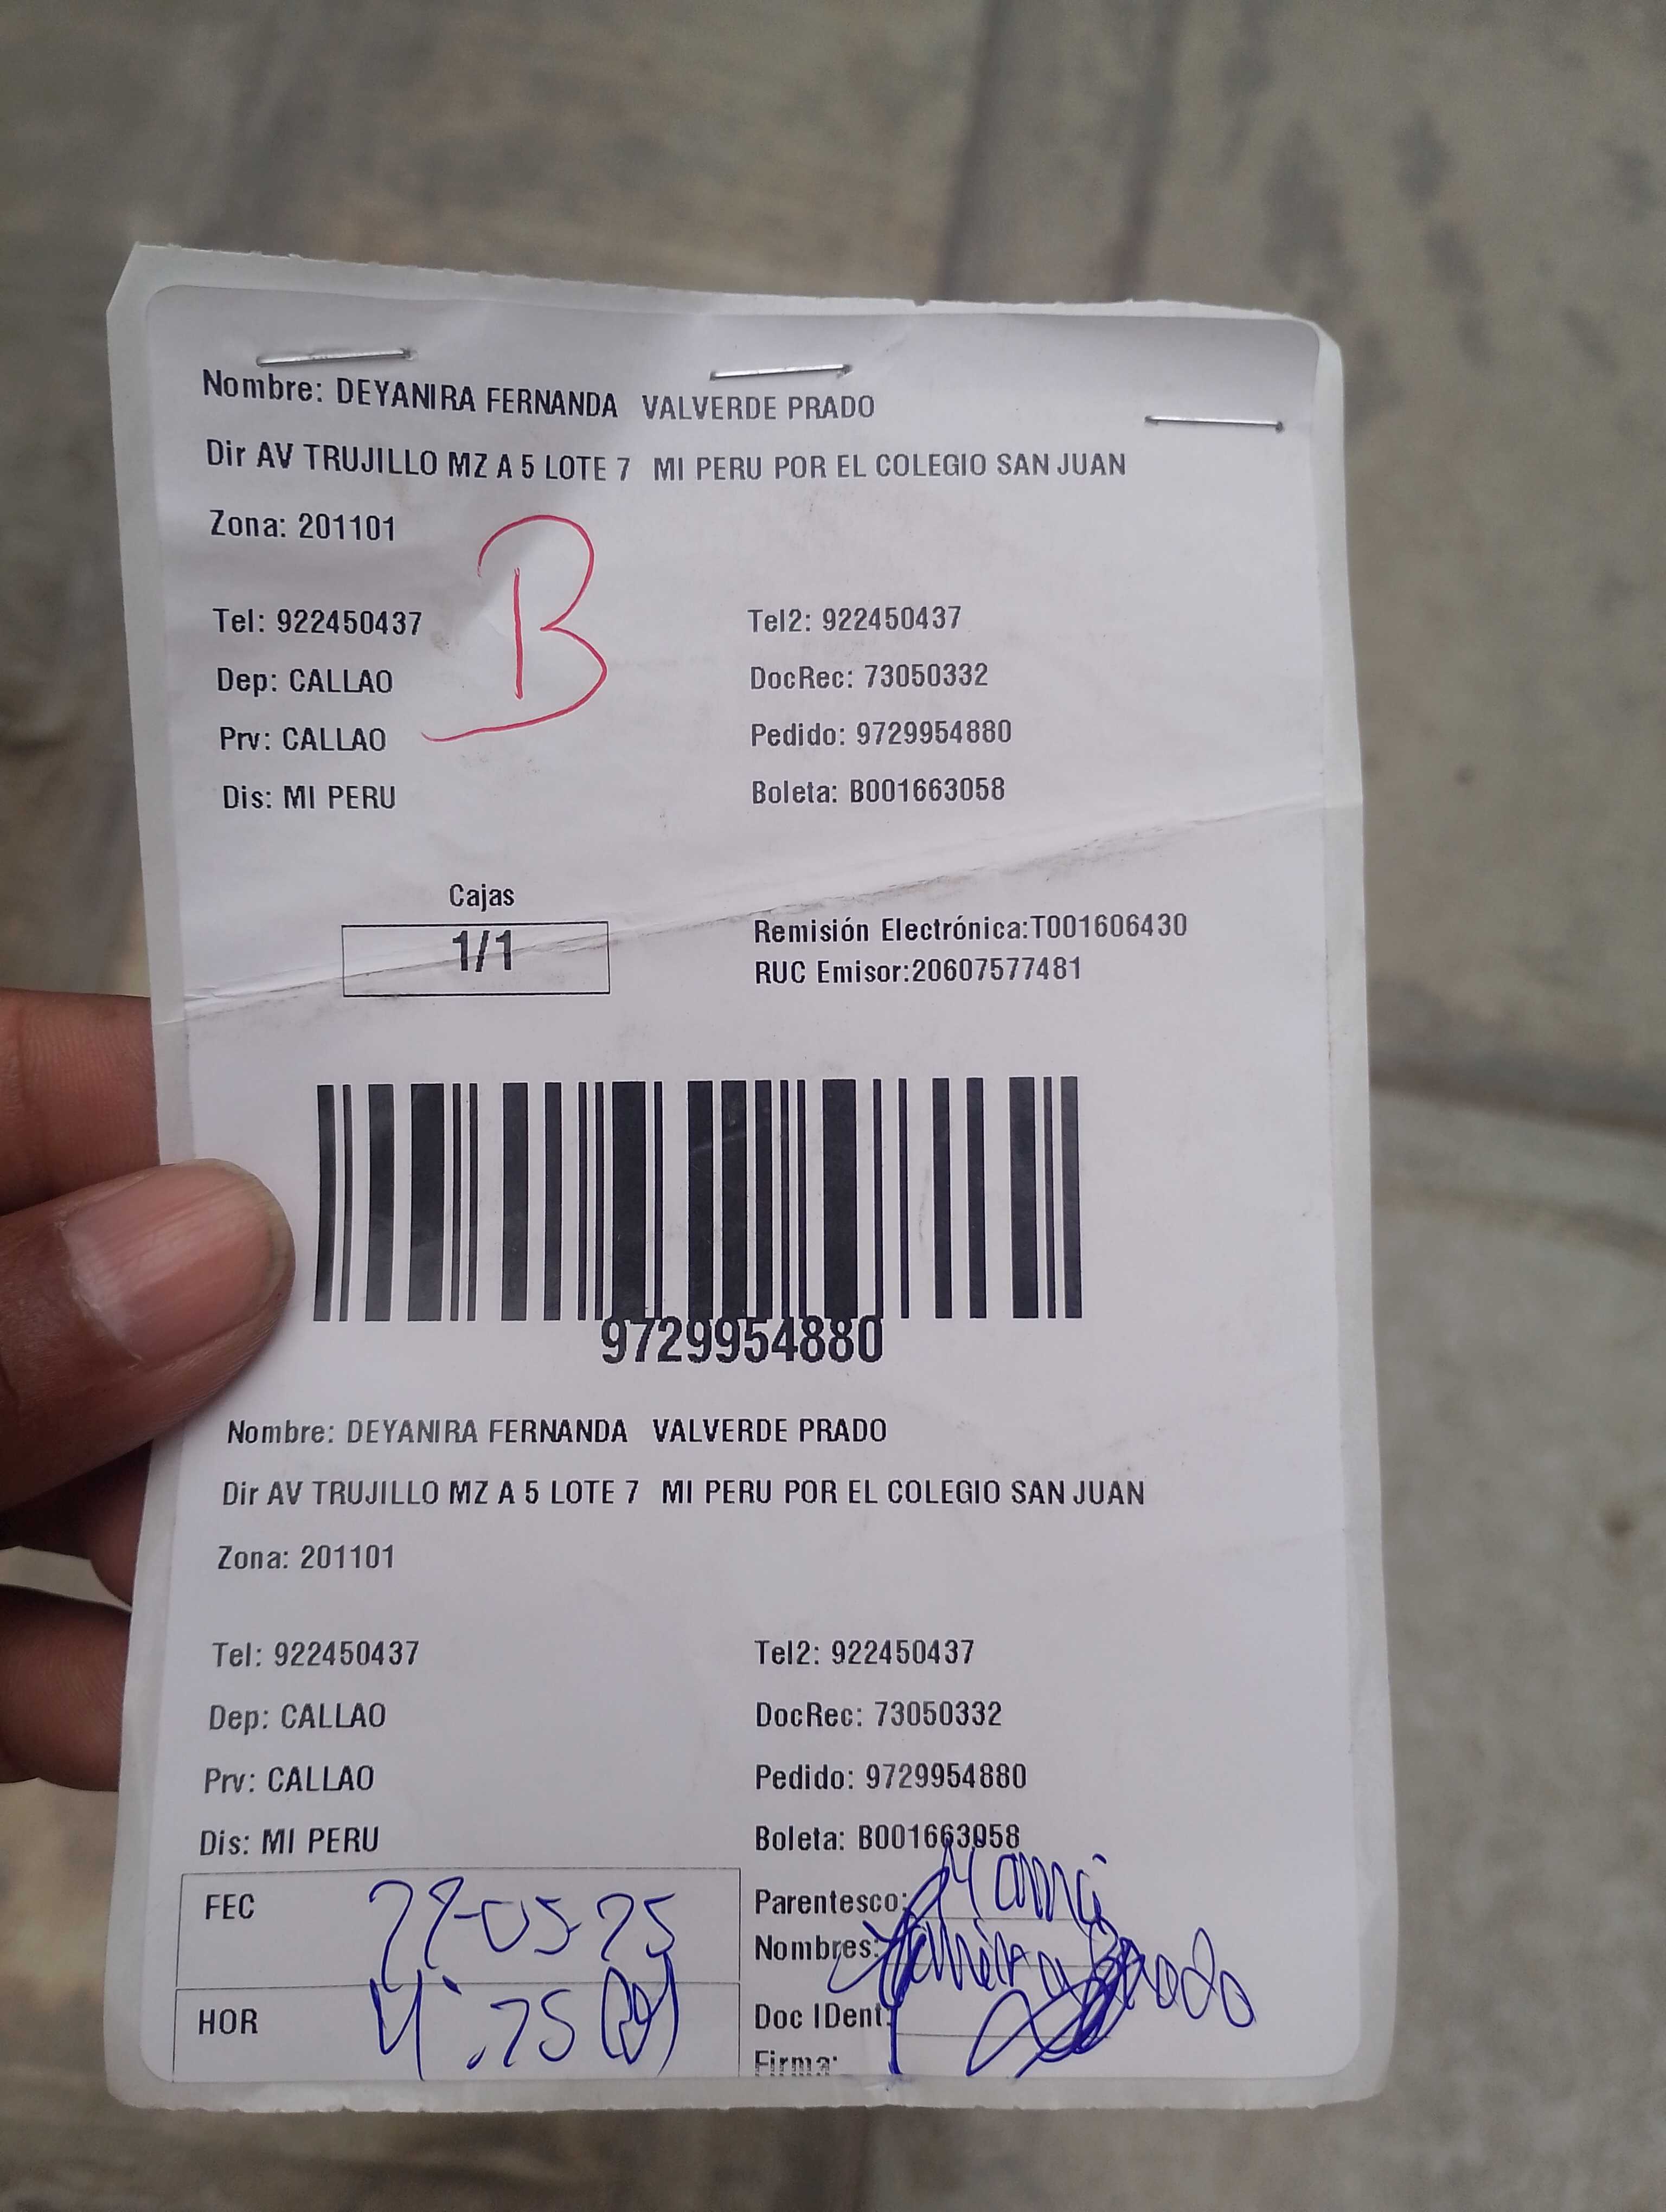 Nombre: DEYANIRA FERNANDA VALVERDE PRADO
Dir AV TRUJILLO MZ A 5 LOTE 7 MI PERU POR EL COLEGIO SAN JUAN
Zona: 201101
B
Tel: 922450437 Tel2: 922450437
Dep: CALLAO DocRec: 73050332
Prv: CALLAO Pedido: 9729954880
Dis: MI PERU Boleta: B001663058
Cajas
1/1
Remisión Electrónica:T001606430
RUC Emisor:20607577481
9729954880
Nombre: DEYANIRA FERNANDA VALVERDE PRADO
Dir AV TRUJILLO MZ A 5 LOTE 7 MI PERU POR EL COLEGIO SAN JUAN
Zona: 201101
Tel: 922450437 Tel2: 922450437
Dep: CALLAO DocRec: 73050332
Prv: CALLAO Pedido: 9729954880
Dis: MI PERU Boleta: B001663058
FEC
Parentesco: Mamá
Nombres: Prado
HOR
Doc IDent:
Firma: